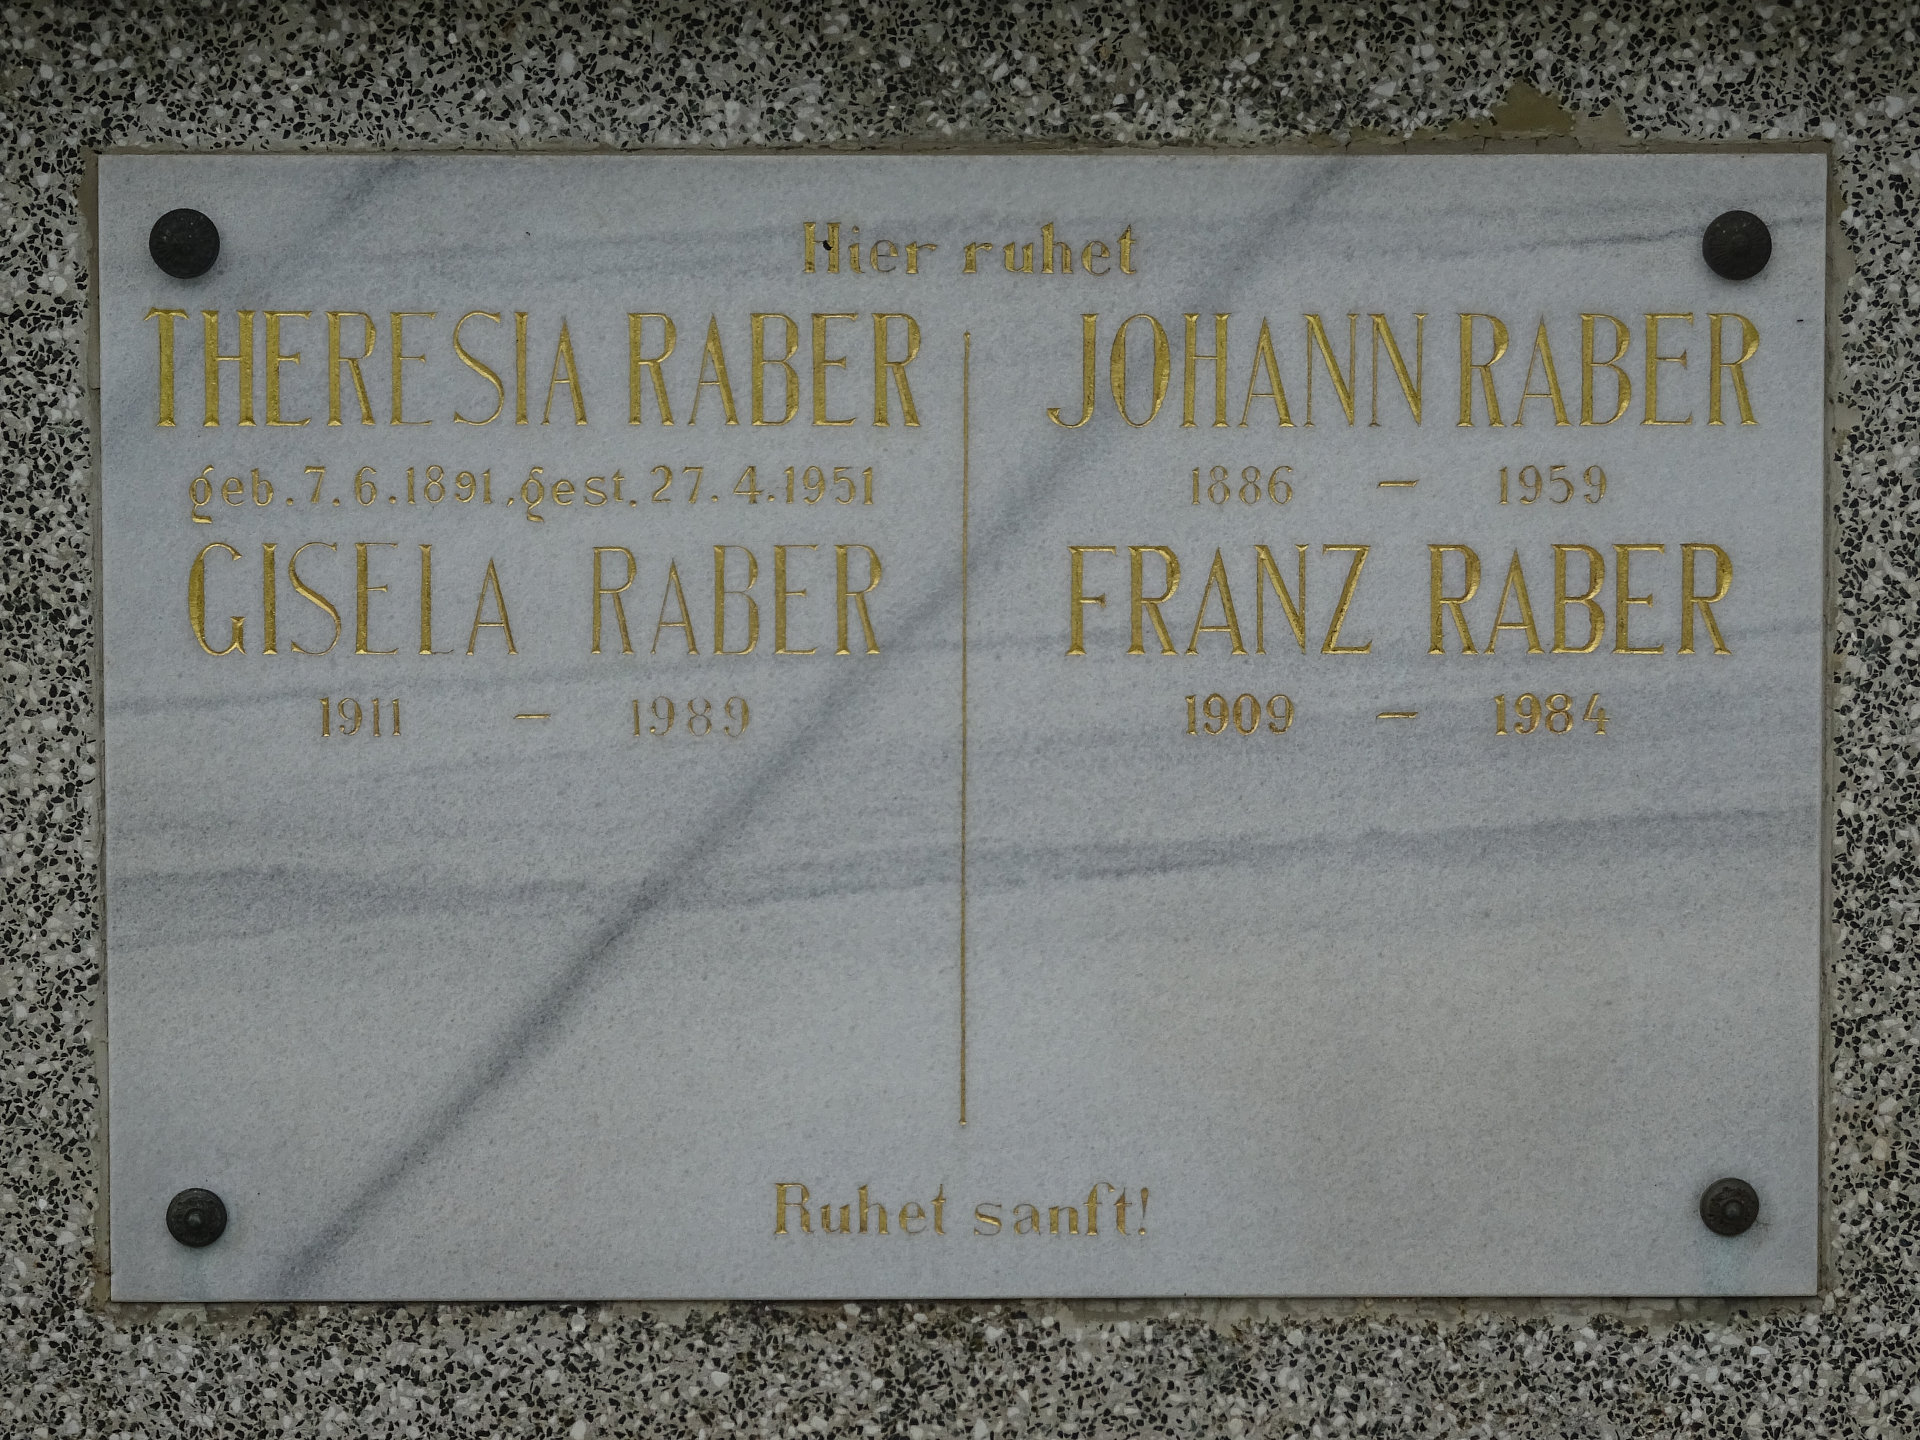 Hier ruhet
THERESIA RABER
geb. 7. 6. 1891, gest. 27. 4. 1951
GISELA RABER
1911 – 1989
JOHANN RABER
1886 – 1959
FRANZ RABER
1909 – 1984
Ruhet sanft!